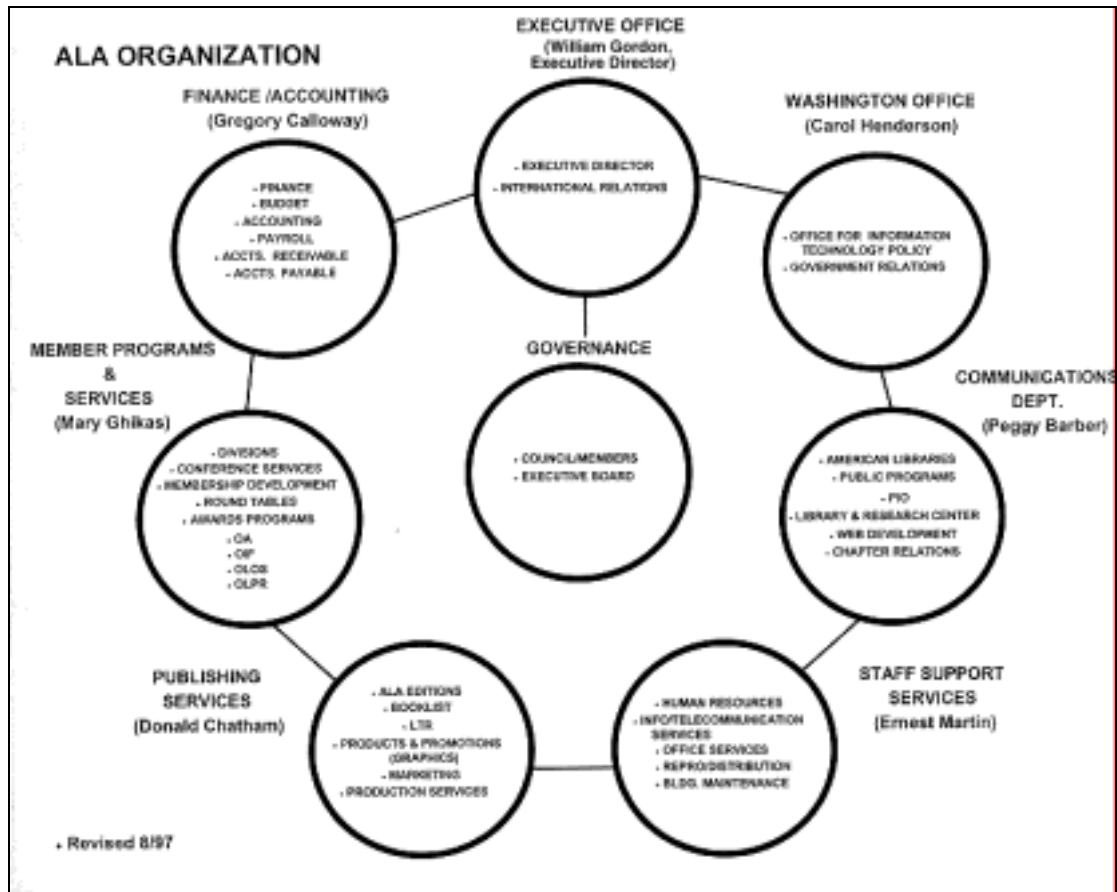 ALA ORGANIZATION
EXECUTIVE OFFICE
(William Gordon,
Executive Director)
- EXECUTIVE DIRECTOR
- INTERNATIONAL RELATIONS
FINANCE /ACCOUNTING
(Gregory Calloway)
- FINANCE
- BUDGET
- ACCOUNTING
- PAYROLL
- ACCTS. RECEIVABLE
- ACCTS. PAYABLE
WASHINGTON OFFICE
(Carol Henderson)
- OFFICE FOR INFORMATION
TECHNOLOGY POLICY
- GOVERNMENT RELATIONS
GOVERNANCE
- COUNCIL/MEMBERS
- EXECUTIVE BOARD
MEMBER PROGRAMS
&
SERVICES
(Mary Ghikas)
- DIVISIONS
- CONFERENCE SERVICES
- MEMBERSHIP DEVELOPMENT
- ROUND TABLES
- AWARDS PROGRAMS
- OA
- OIF
- OLOS
- OLPR
COMMUNICATIONS
DEPT.
(Peggy Barber)
- AMERICAN LIBRARIES
- PUBLIC PROGRAMS
- PIO
- LIBRARY & RESEARCH CENTER
- WEB DEVELOPMENT
- CHAPTER RELATIONS
PUBLISHING
SERVICES
(Donald Chatham)
- ALA EDITIONS
- BOOKLIST
- LTR
- PRODUCTS & PROMOTIONS
(GRAPHICS)
- MARKETING
- PRODUCTION SERVICES
STAFF SUPPORT
SERVICES
(Ernest Martin)
- HUMAN RESOURCES
- INFO/TELECOMMUNICATION
SERVICES
- OFFICE SERVICES
- REPRO/DISTRIBUTION
- BLDG. MAINTENANCE
- Revised 8/97